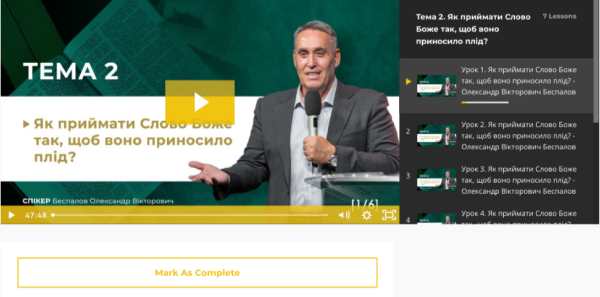 ТЕМА 2
Як приймати Слово Боже
так, щоб воно приносило
плід?
СПІКЕР Беспалов Олександр Вікторович
[1/6]
47:48
Тема 2. Як приймати Слово
Боже так, щоб воно
приносило плід?
7 Lessons
Урок 1. Як приймати Слово Боже
так, щоб воно приносило плід? -
Олександр Вікторович Беспалов
2
Урок 2. Як приймати Слово Боже
так, щоб воно приносило плід? -
Олександр Вікторович Беспалов
3
Урок 3. Як приймати Слово Боже
так, щоб воно приносило плід? -
Олександр Вікторович Беспалов
4
Урок 4. Як приймати Слово Боже
так, щоб воно приносило плід? -
Mark As Complete